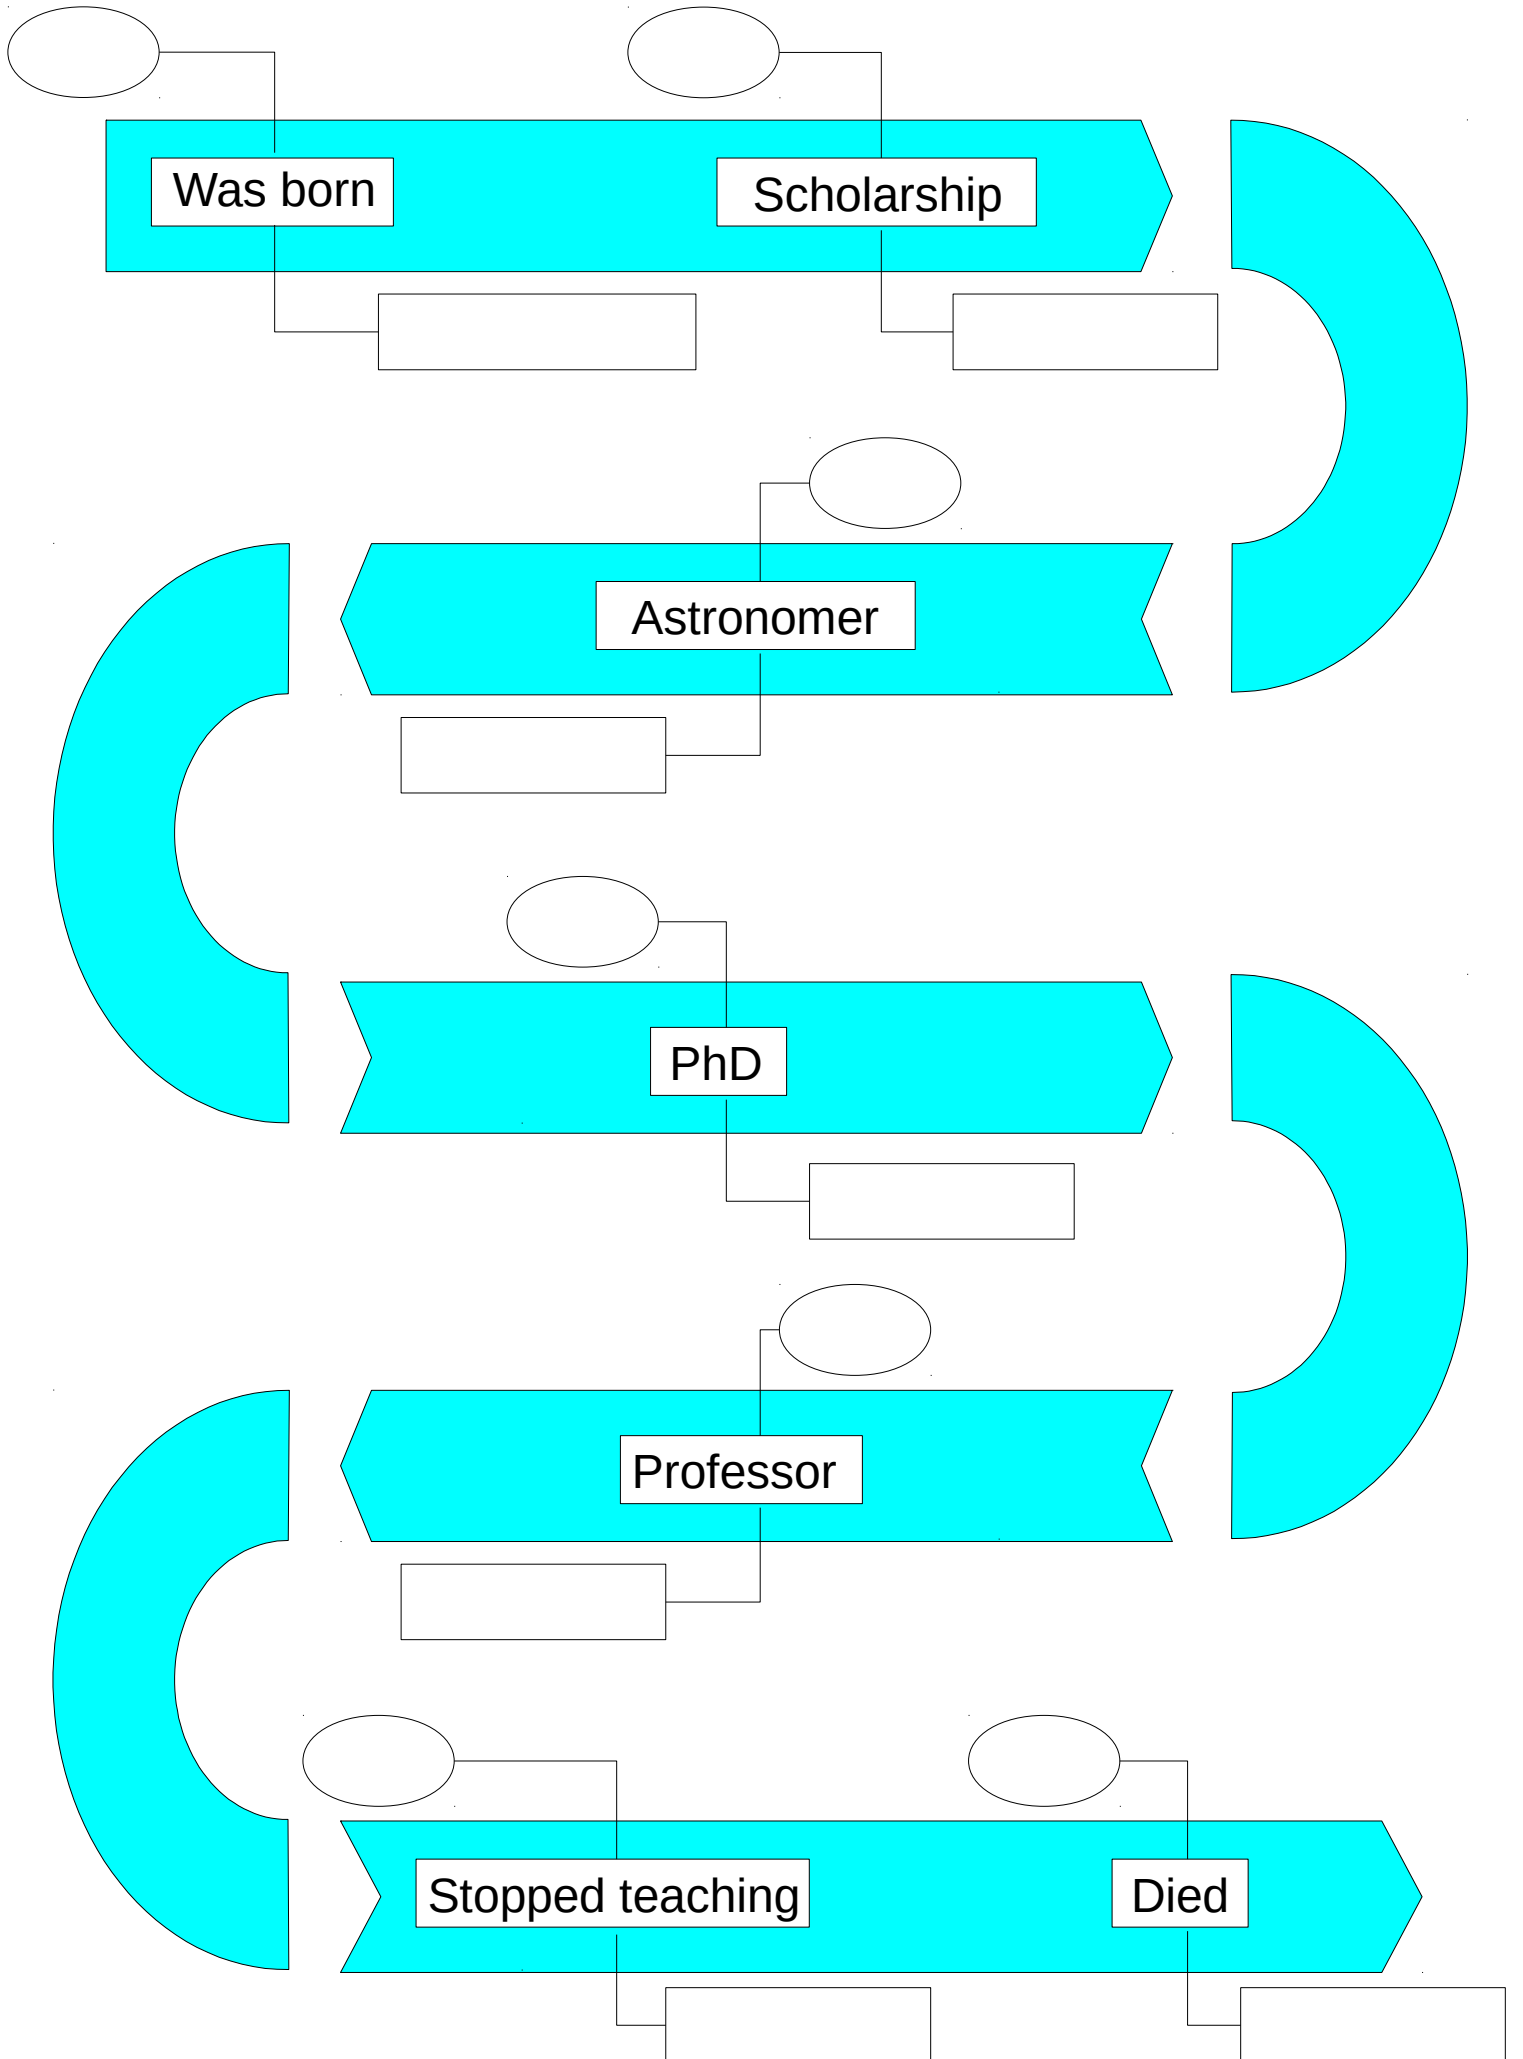 Was born
Scholarship
Astronomer
PhD
Professor
Stopped teaching
Died